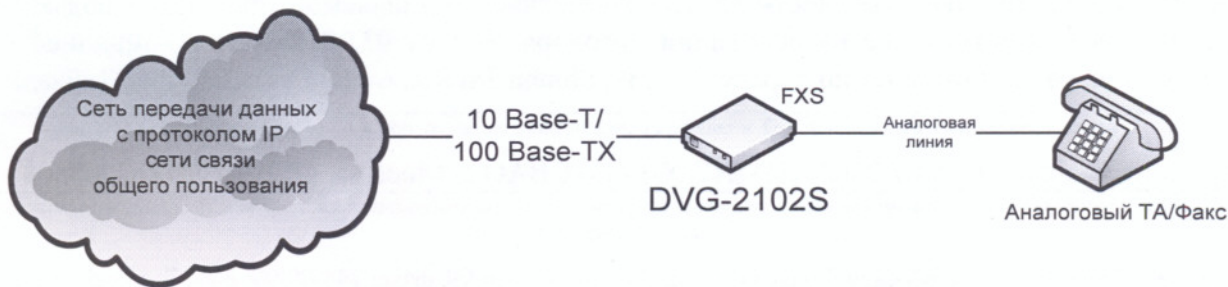 Сеть передачи данных
с протоколом IP
сети связи
общего пользования
10 Base-T/
100 Base-TX
FXS
DVG-2102S
Аналоговая
линия
Аналоговый ТА/Факс